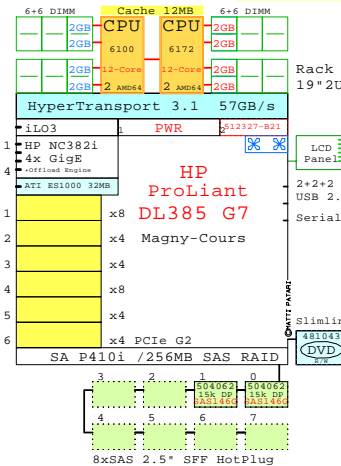 6+6 DIMM Cache 12MB 6+6 DIMM
2GB CPU CPU 2GB
2GB 6100 6172 2GB
2GB 12-Core 12-Core 2GB
2GB 2 AMD64 2 AMD64 2GB
Rack
19"2U
HyperTransport 3.1 57GB/s
iLO3 1 PWR 2 512327-B21
1 HP NC382i
4x GigE
4 +Offload Engine
LCD
Panel
ATI ES1000 32MB
HP
ProLiant
DL385 G7
Magny-Cours
2+2+2
USB 2.
Serial
1 x8
2 x4
3 x4
4 x8
5 x4
6 x4 PCIe G2
MATTI PATARI
Slimlin
481043
DVD
R/W
SA P410i /256MB SAS RAID
3 2 1 0
504062 504062
15k DP 15k DP
SAS146G SAS146G
4 5 6 7
8xSAS 2.5" SFF HotPlug